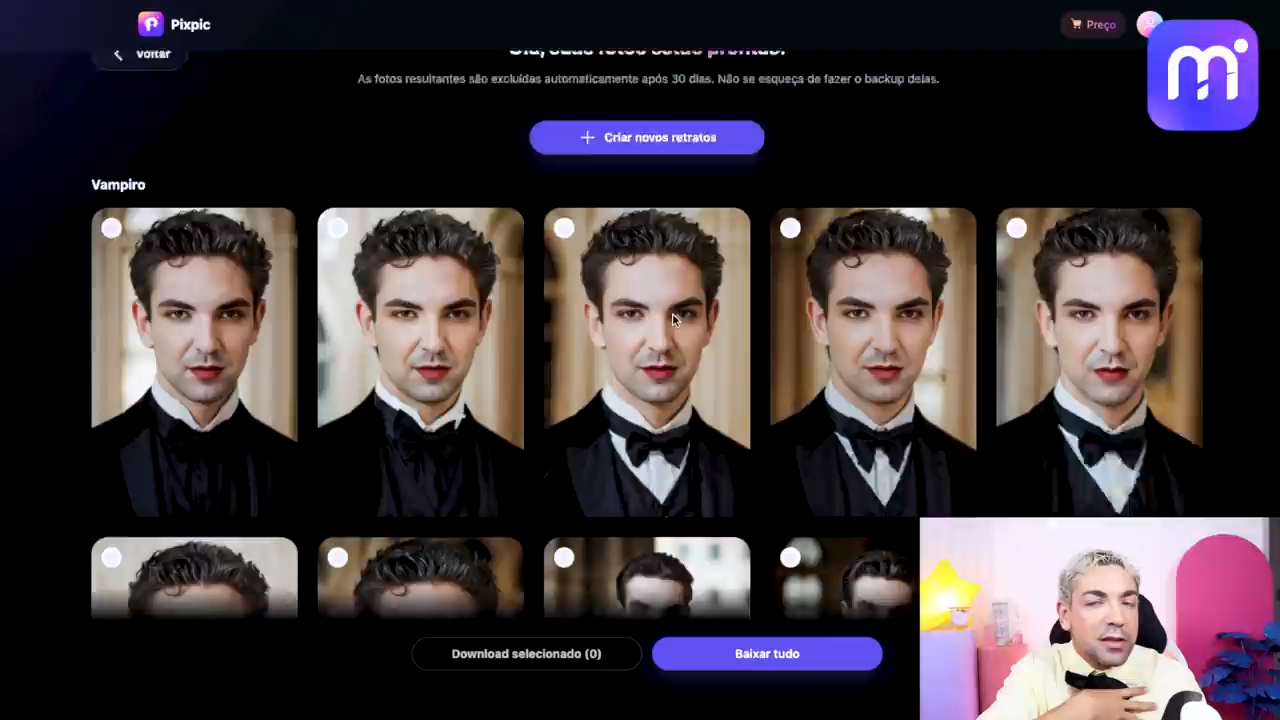 Pixpic
Preço
Voltar
As fotos resultantes são excluídas automaticamente após 30 dias. Não se esqueça de fazer o backup delas.
+ Criar novos retratos
Vampiro
Download selecionado (0)
Baixar tudo